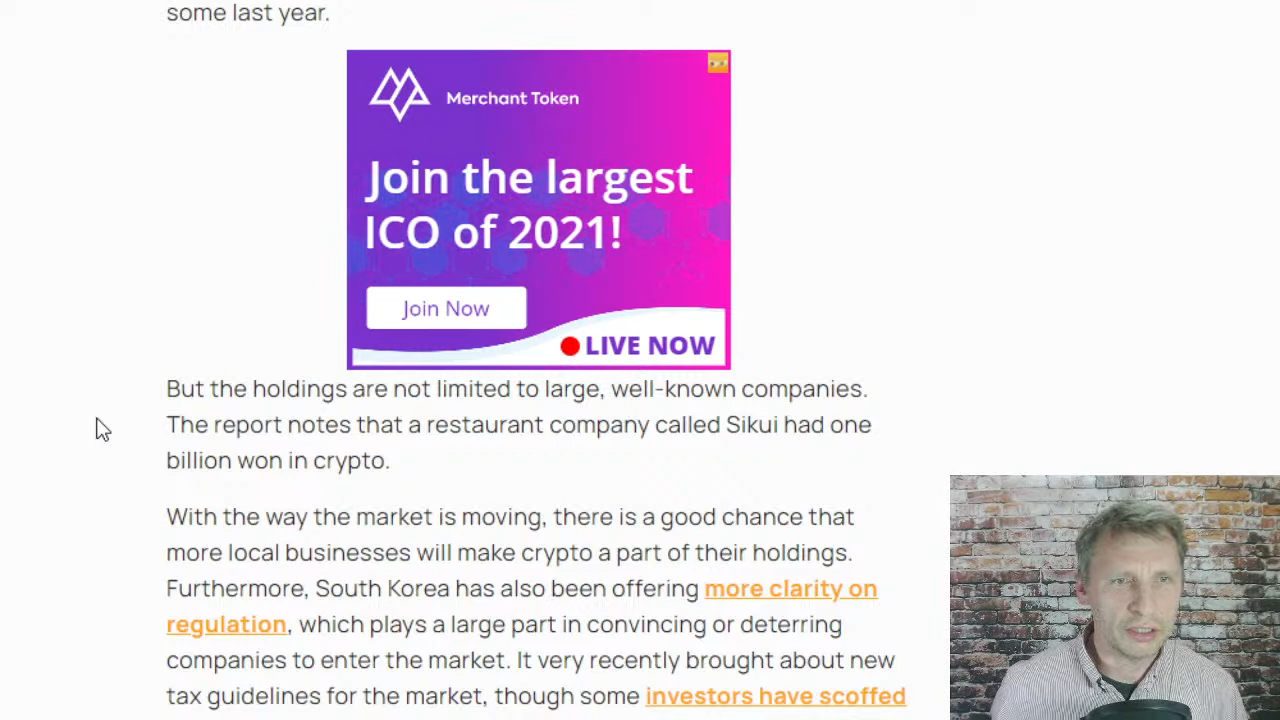 some last year.
Merchant Token
Join the largest
ICO of 2021!
Join Now
LIVE NOW
But the holdings are not limited to large, well-known companies.
The report notes that a restaurant company called Sikui had one
billion won in crypto.
With the way the market is moving, there is a good chance that
more local businesses will make crypto a part of their holdings.
Furthermore, South Korea has also been offering more clarity on
regulation, which plays a large part in convincing or deterring
companies to enter the market. It very recently brought about new
tax guidelines for the market, though some investors have scoffed